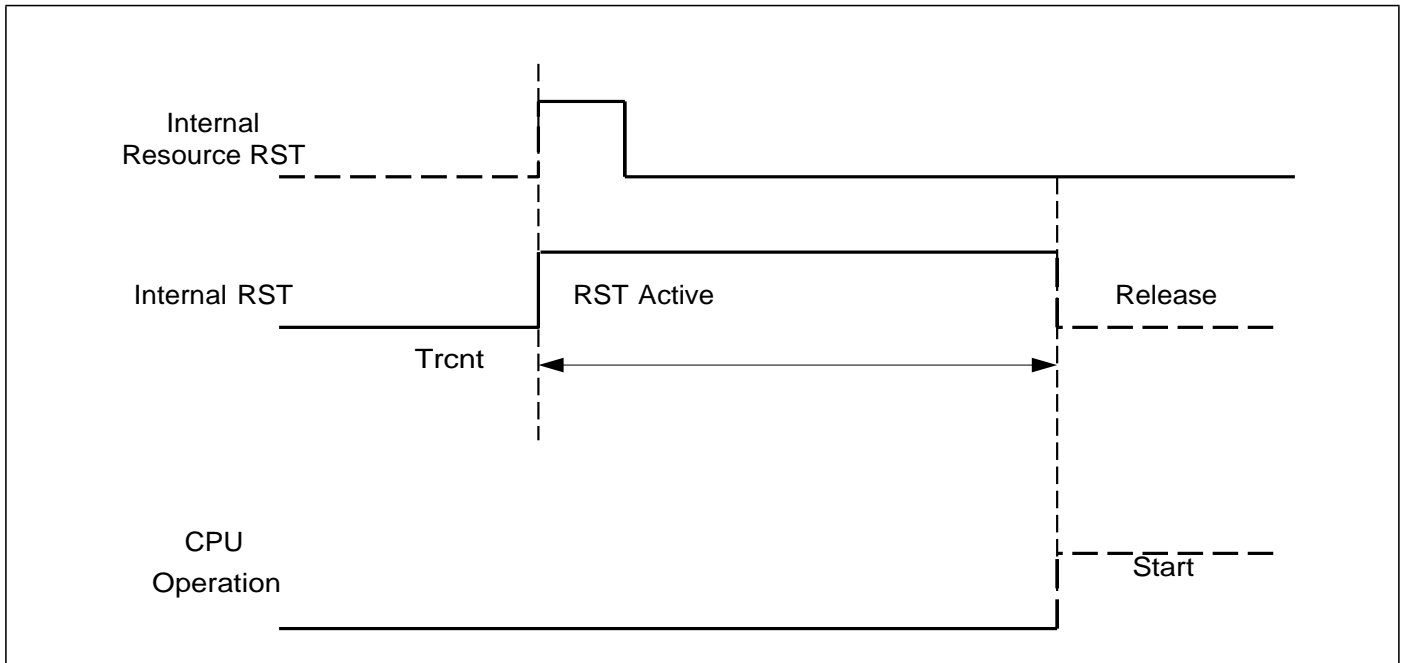 Internal
Resource RST
Internal RST
RST Active
Release
Trcnt
CPU
Operation
Start